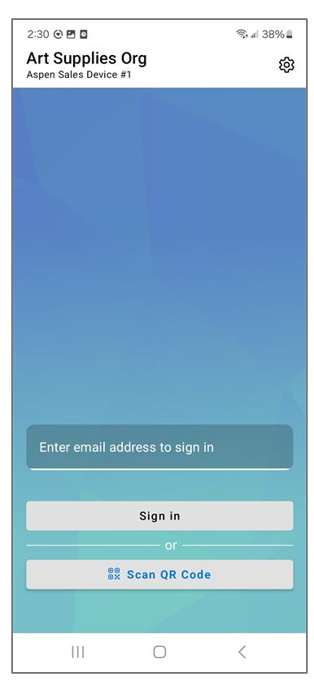 2:30 38%
Art Supplies Org
Aspen Sales Device #1
Enter email address to sign in
Sign in
or
Scan QR Code